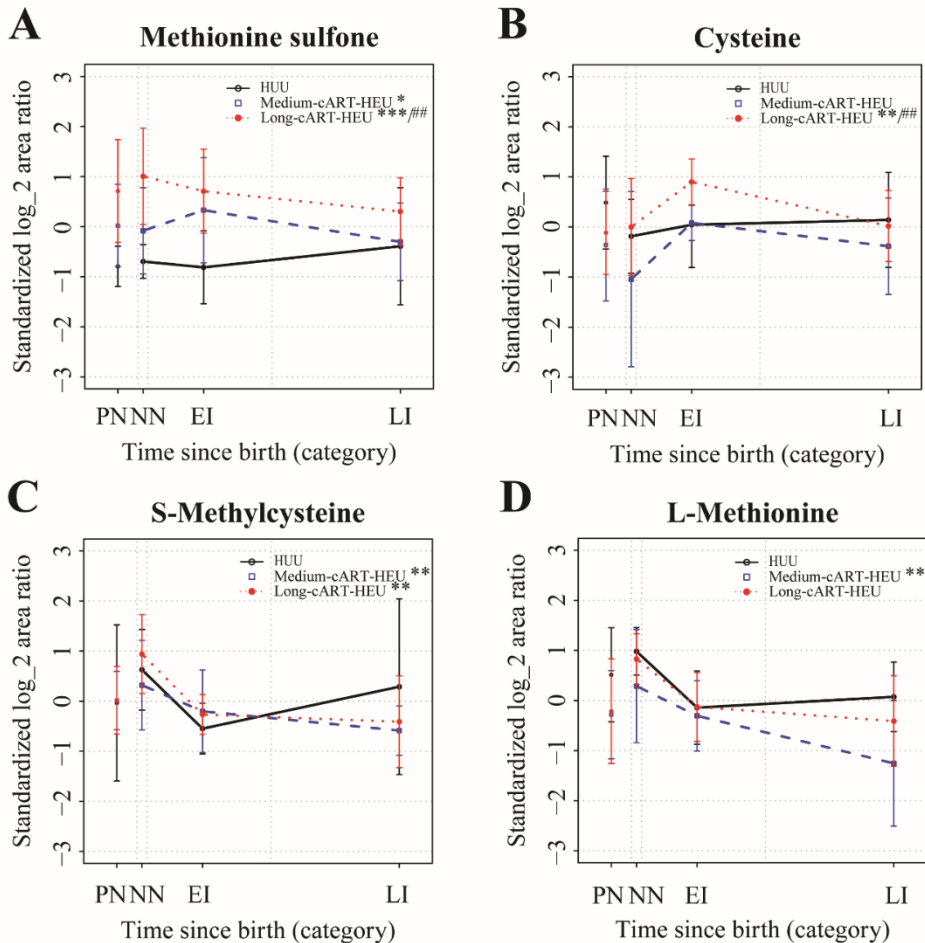 A
Methionine sulfone
Standardized log_2 area ratio
3
2
1
0
−1
−2
−3
HUU
Medium-cART-HEU *
Long-cART-HEU ***/##
PN NN EI LI
Time since birth (category)
B
Cysteine
Standardized log_2 area ratio
3
2
1
0
−1
−2
−3
HUU
Medium-cART-HEU
Long-cART-HEU **/##
PN NN EI LI
Time since birth (category)
C
S-Methylcysteine
Standardized log_2 area ratio
3
2
1
0
−1
−2
−3
HUU
Medium-cART-HEU **
Long-cART-HEU **
PN NN EI LI
Time since birth (category)
D
L-Methionine
Standardized log_2 area ratio
3
2
1
0
−1
−2
−3
HUU
Medium-cART-HEU **
Long-cART-HEU
PN NN EI LI
Time since birth (category)